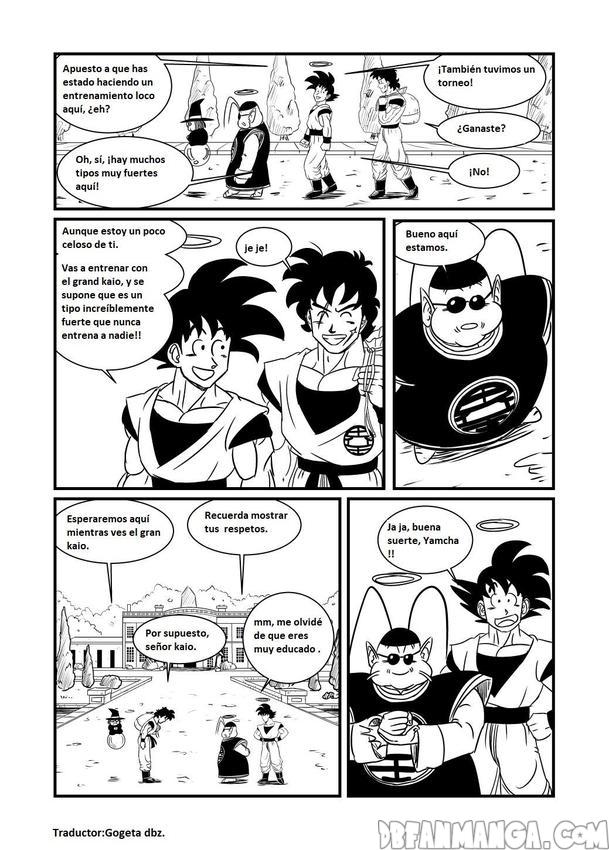 Apuesto a que has
estado haciendo un
entrenamiento loco
aquí, ¿eh?
¡También tuvimos un
torneo!
¿Ganaste?
Oh, sí, ¡hay muchos
tipos muy fuertes
aquí!
¡No!
Aunque estoy un poco
celoso de ti.
Vas a entrenar con
el grand kaio, y se
supone que es un
tipo increíblemente
fuerte que nunca
entrena a nadie!!
je je!
Bueno aquí
estamos.
Esperaremos aquí
mientras ves el gran
kaio.
Recuerda mostrar
tus respetos.
Por supuesto,
señor kaio.
mm, me olvidé
de que eres
muy educado .
Ja ja, buena
suerte, Yamcha
!!
Traductor:Gogeta dbz.
DBFANMANGA.COM